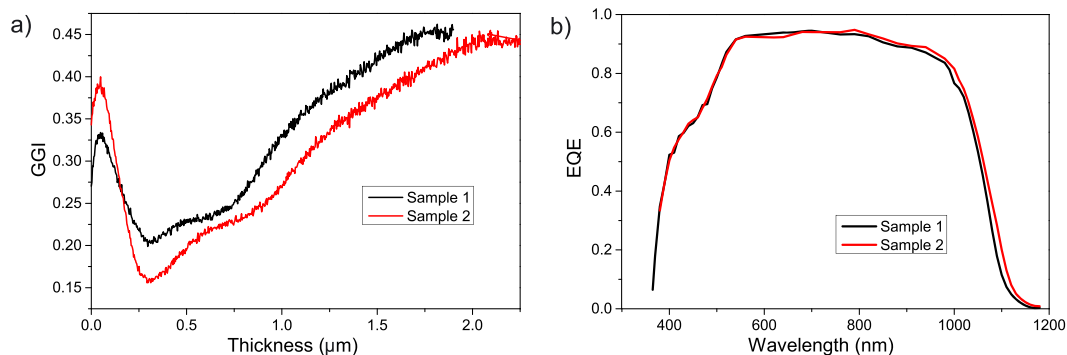 a)
GGI
0.45
0.40
0.35
0.30
0.25
0.20
0.15
0.0
0.5
1.0
1.5
2.0
Thickness (µm)
Sample 1
Sample 2
b)
EQE
1.0
0.8
0.6
0.4
0.2
0.0
400
600
800
1000
1200
Wavelength (nm)
Sample 1
Sample 2